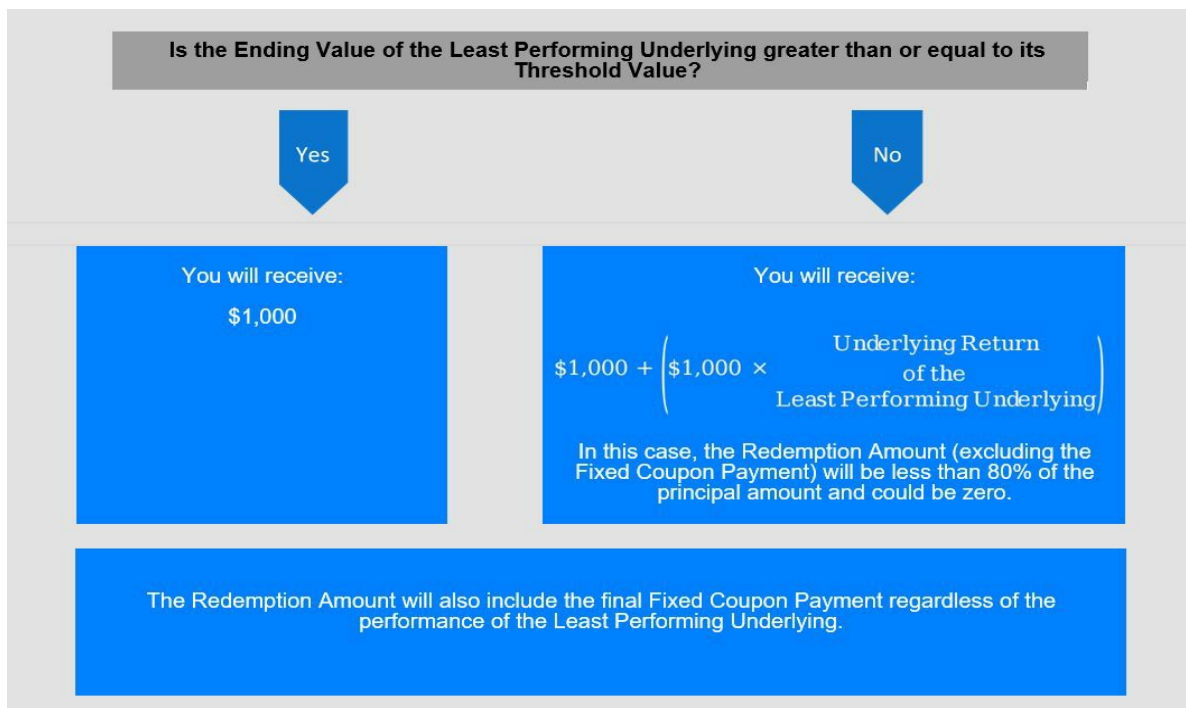 Is the Ending Value of the Least Performing Underlying greater than or equal to its
Threshold Value?
Yes
No
You will receive:
$1,000
You will receive:
$1,000 + ($1,000 × Underlying Return
of the
Least Performing Underlying)
In this case, the Redemption Amount (excluding the
Fixed Coupon Payment) will be less than 80% of the
principal amount and could be zero.
The Redemption Amount will also include the final Fixed Coupon Payment regardless of the
performance of the Least Performing Underlying.